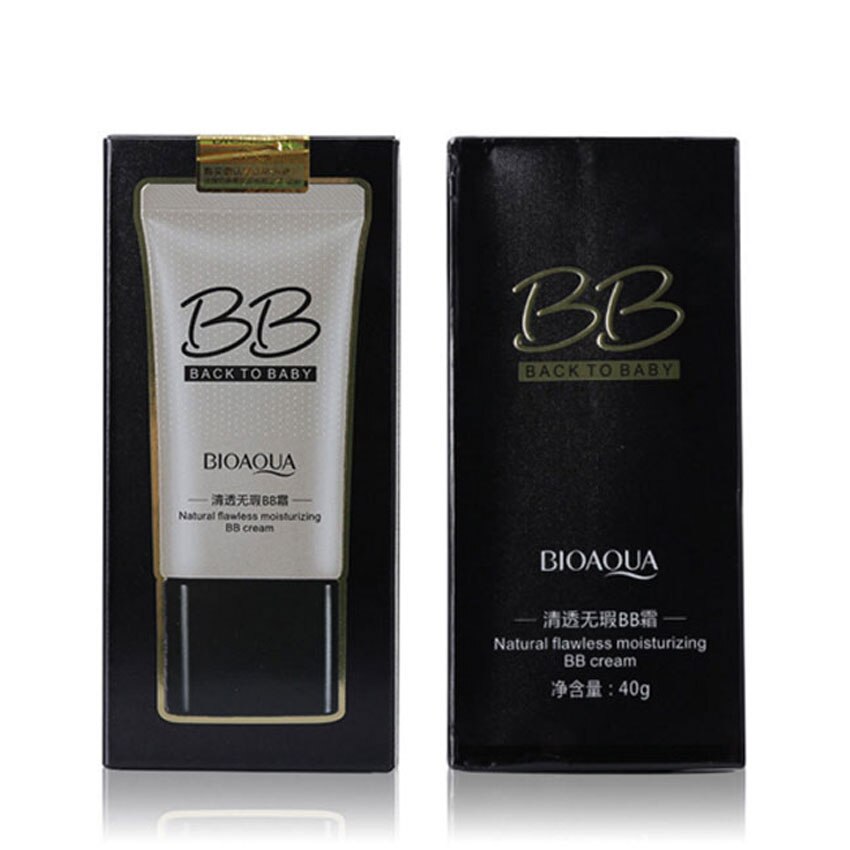 BIOAQUA
BB
BACK TO BABY
BIOAQUA
清透无瑕BB霜
Natural flawless moisturizing
BB cream
BB
BACK TO BABY
BIOAQUA
清透无瑕BB霜
Natural flawless moisturizing
BB cream
净含量：40g